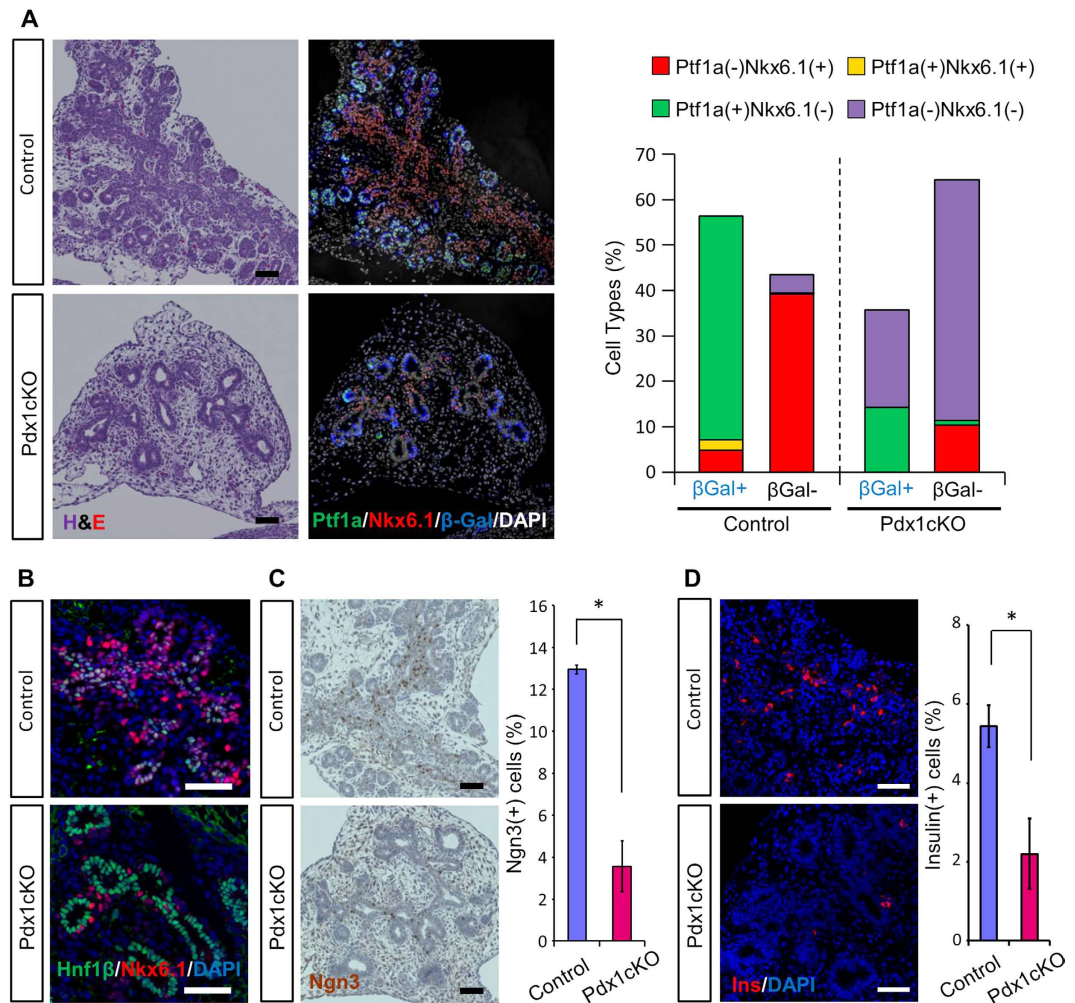 A
Control
Pdx1cKO
H&E
Ptf1a/Nkx6.1/β-Gal/DAPI
Ptf1a(-)Nkx6.1(+)
Ptf1a(+)Nkx6.1(+)
Ptf1a(+)Nkx6.1(-)
Ptf1a(-)Nkx6.1(-)
Cell Types (%)
70
60
50
40
30
20
10
0
βGal+
βGal-
βGal+
βGal-
Control
Pdx1cKO
B
Control
Pdx1cKO
Hnf1β/Nkx6.1/DAPI
C
Control
Pdx1cKO
Ngn3
Ngn3(+) cells (%)
16
14
12
10
8
6
4
2
0
*
Control
Pdx1cKO
D
Control
Pdx1cKO
Ins/DAPI
Insulin(+) cells (%)
8
6
4
2
0
*
Control
Pdx1cKO